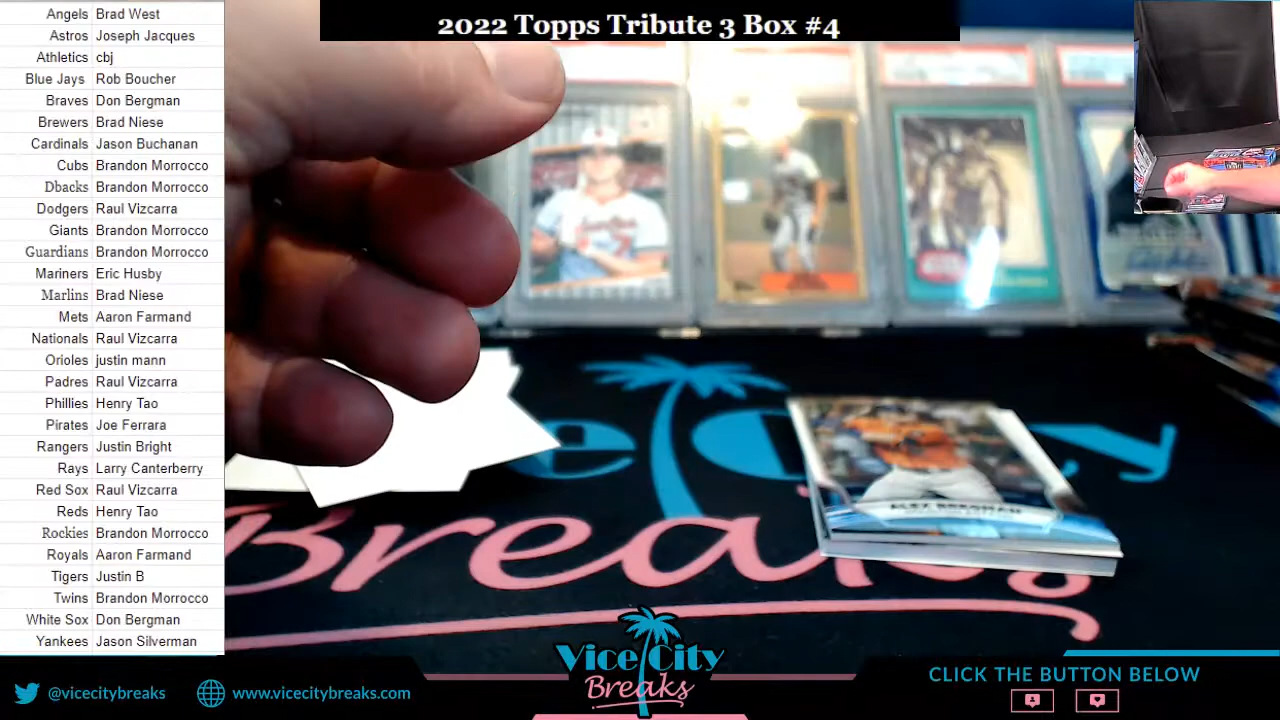 2022 Topps Tribute 3 Box #4
Angels Brad West
Astros Joseph Jacques
Athletics cbj
Blue Jays Rob Boucher
Braves Don Bergman
Brewers Brad Niese
Cardinals Jason Buchanan
Cubs Brandon Morrocco
Dbacks Brandon Morrocco
Dodgers Raul Vizcarra
Giants Brandon Morrocco
Guardians Brandon Morrocco
Mariners Eric Husby
Marlins Brad Niese
Mets Aaron Farmand
Nationals Raul Vizcarra
Orioles justin mann
Padres Raul Vizcarra
Phillies Henry Tao
Pirates Joe Ferrara
Rangers Justin Bright
Rays Larry Canterberry
Red Sox Raul Vizcarra
Reds Henry Tao
Rockies Brandon Morrocco
Royals Aaron Farmand
Tigers Justin B
Twins Brandon Morrocco
White Sox Don Bergman
Yankees Jason Silverman
ALEX BREGMAN
Breaks
Vice City
Breaks
@vicecitybreaks
www.vicecitybreaks.com
CLICK THE BUTTON BELOW